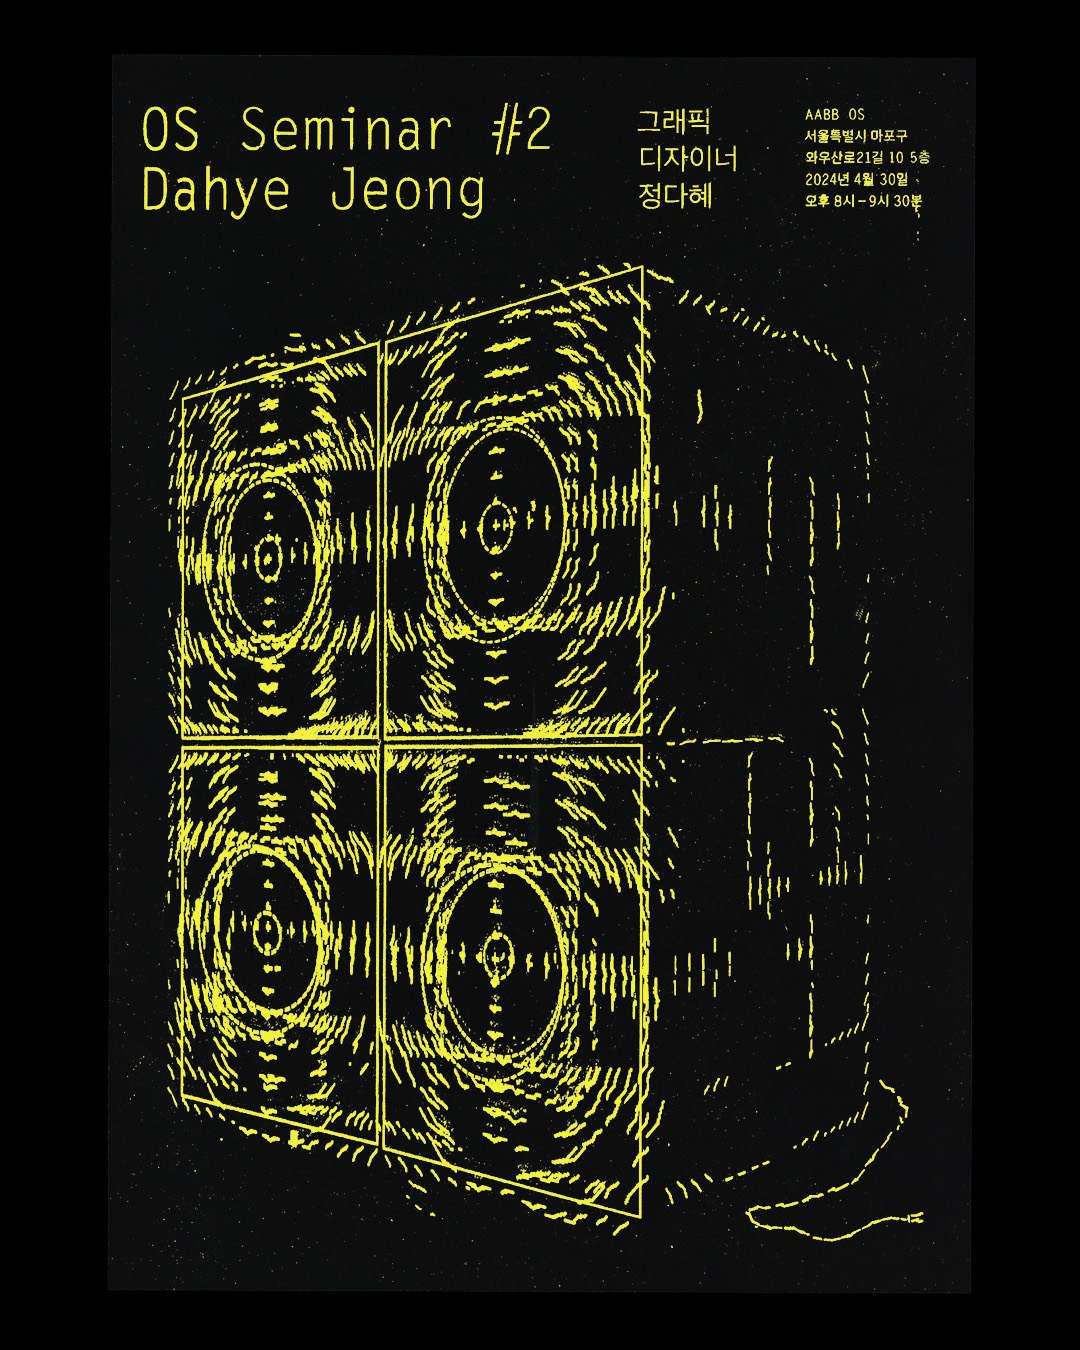 OS Seminar #2
Dahye Jeong
그래픽
디자이너
정다혜
AABB OS
서울특별시 마포구
와우산로21길 10 5층
2024년 4월 30일
오후 8시–9시 30분